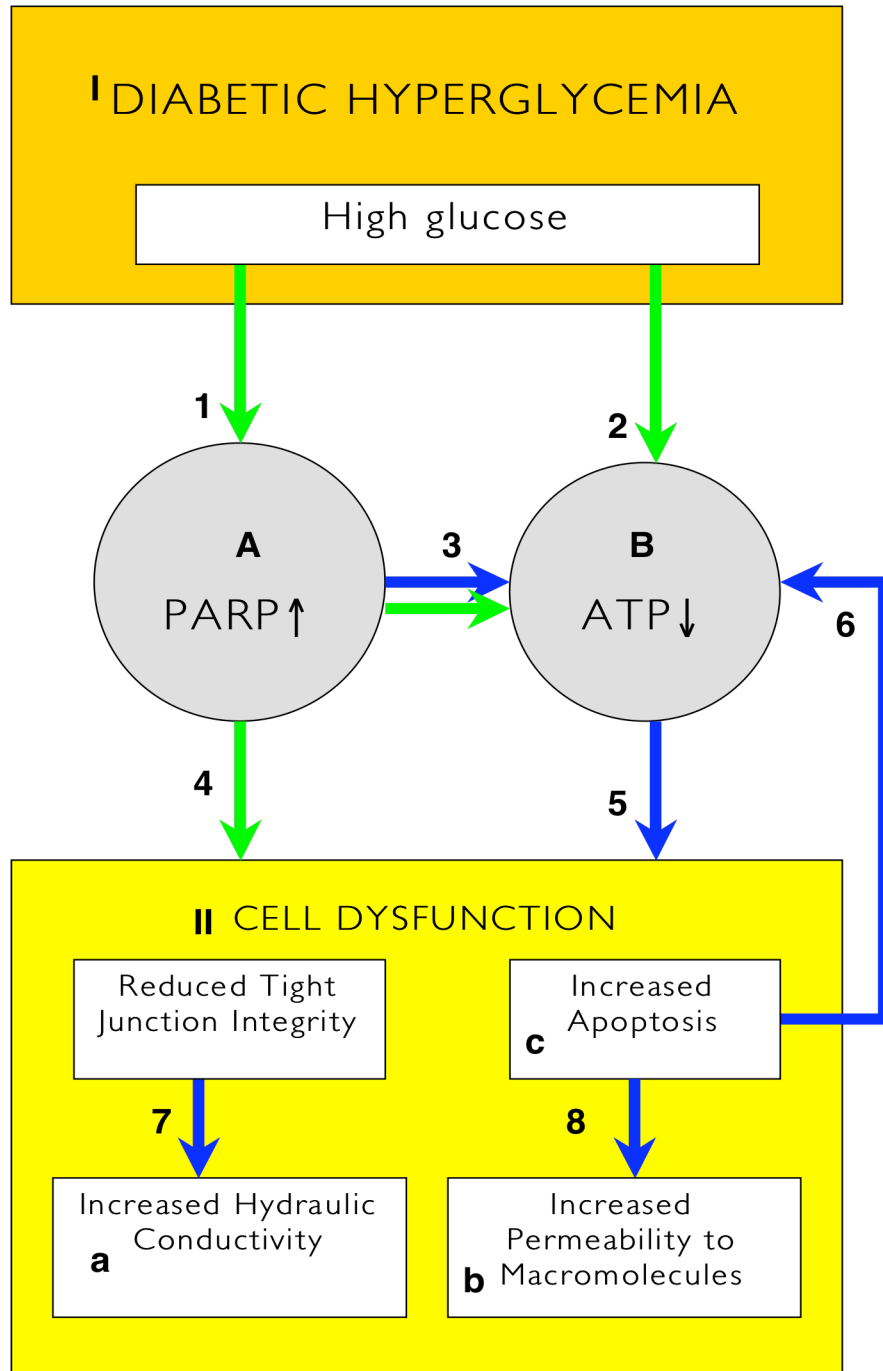 I DIABETIC HYPERGLYCEMIA
High glucose
1
2
A
3
B
PARP↑
ATP↓
6
4
5
II CELL DYSFUNCTION
Reduced Tight
Junction Integrity
Increased
Apoptosis
c
7
8
Increased Hydraulic
Conductivity
a
Increased
Permeability to
b Macromolecules